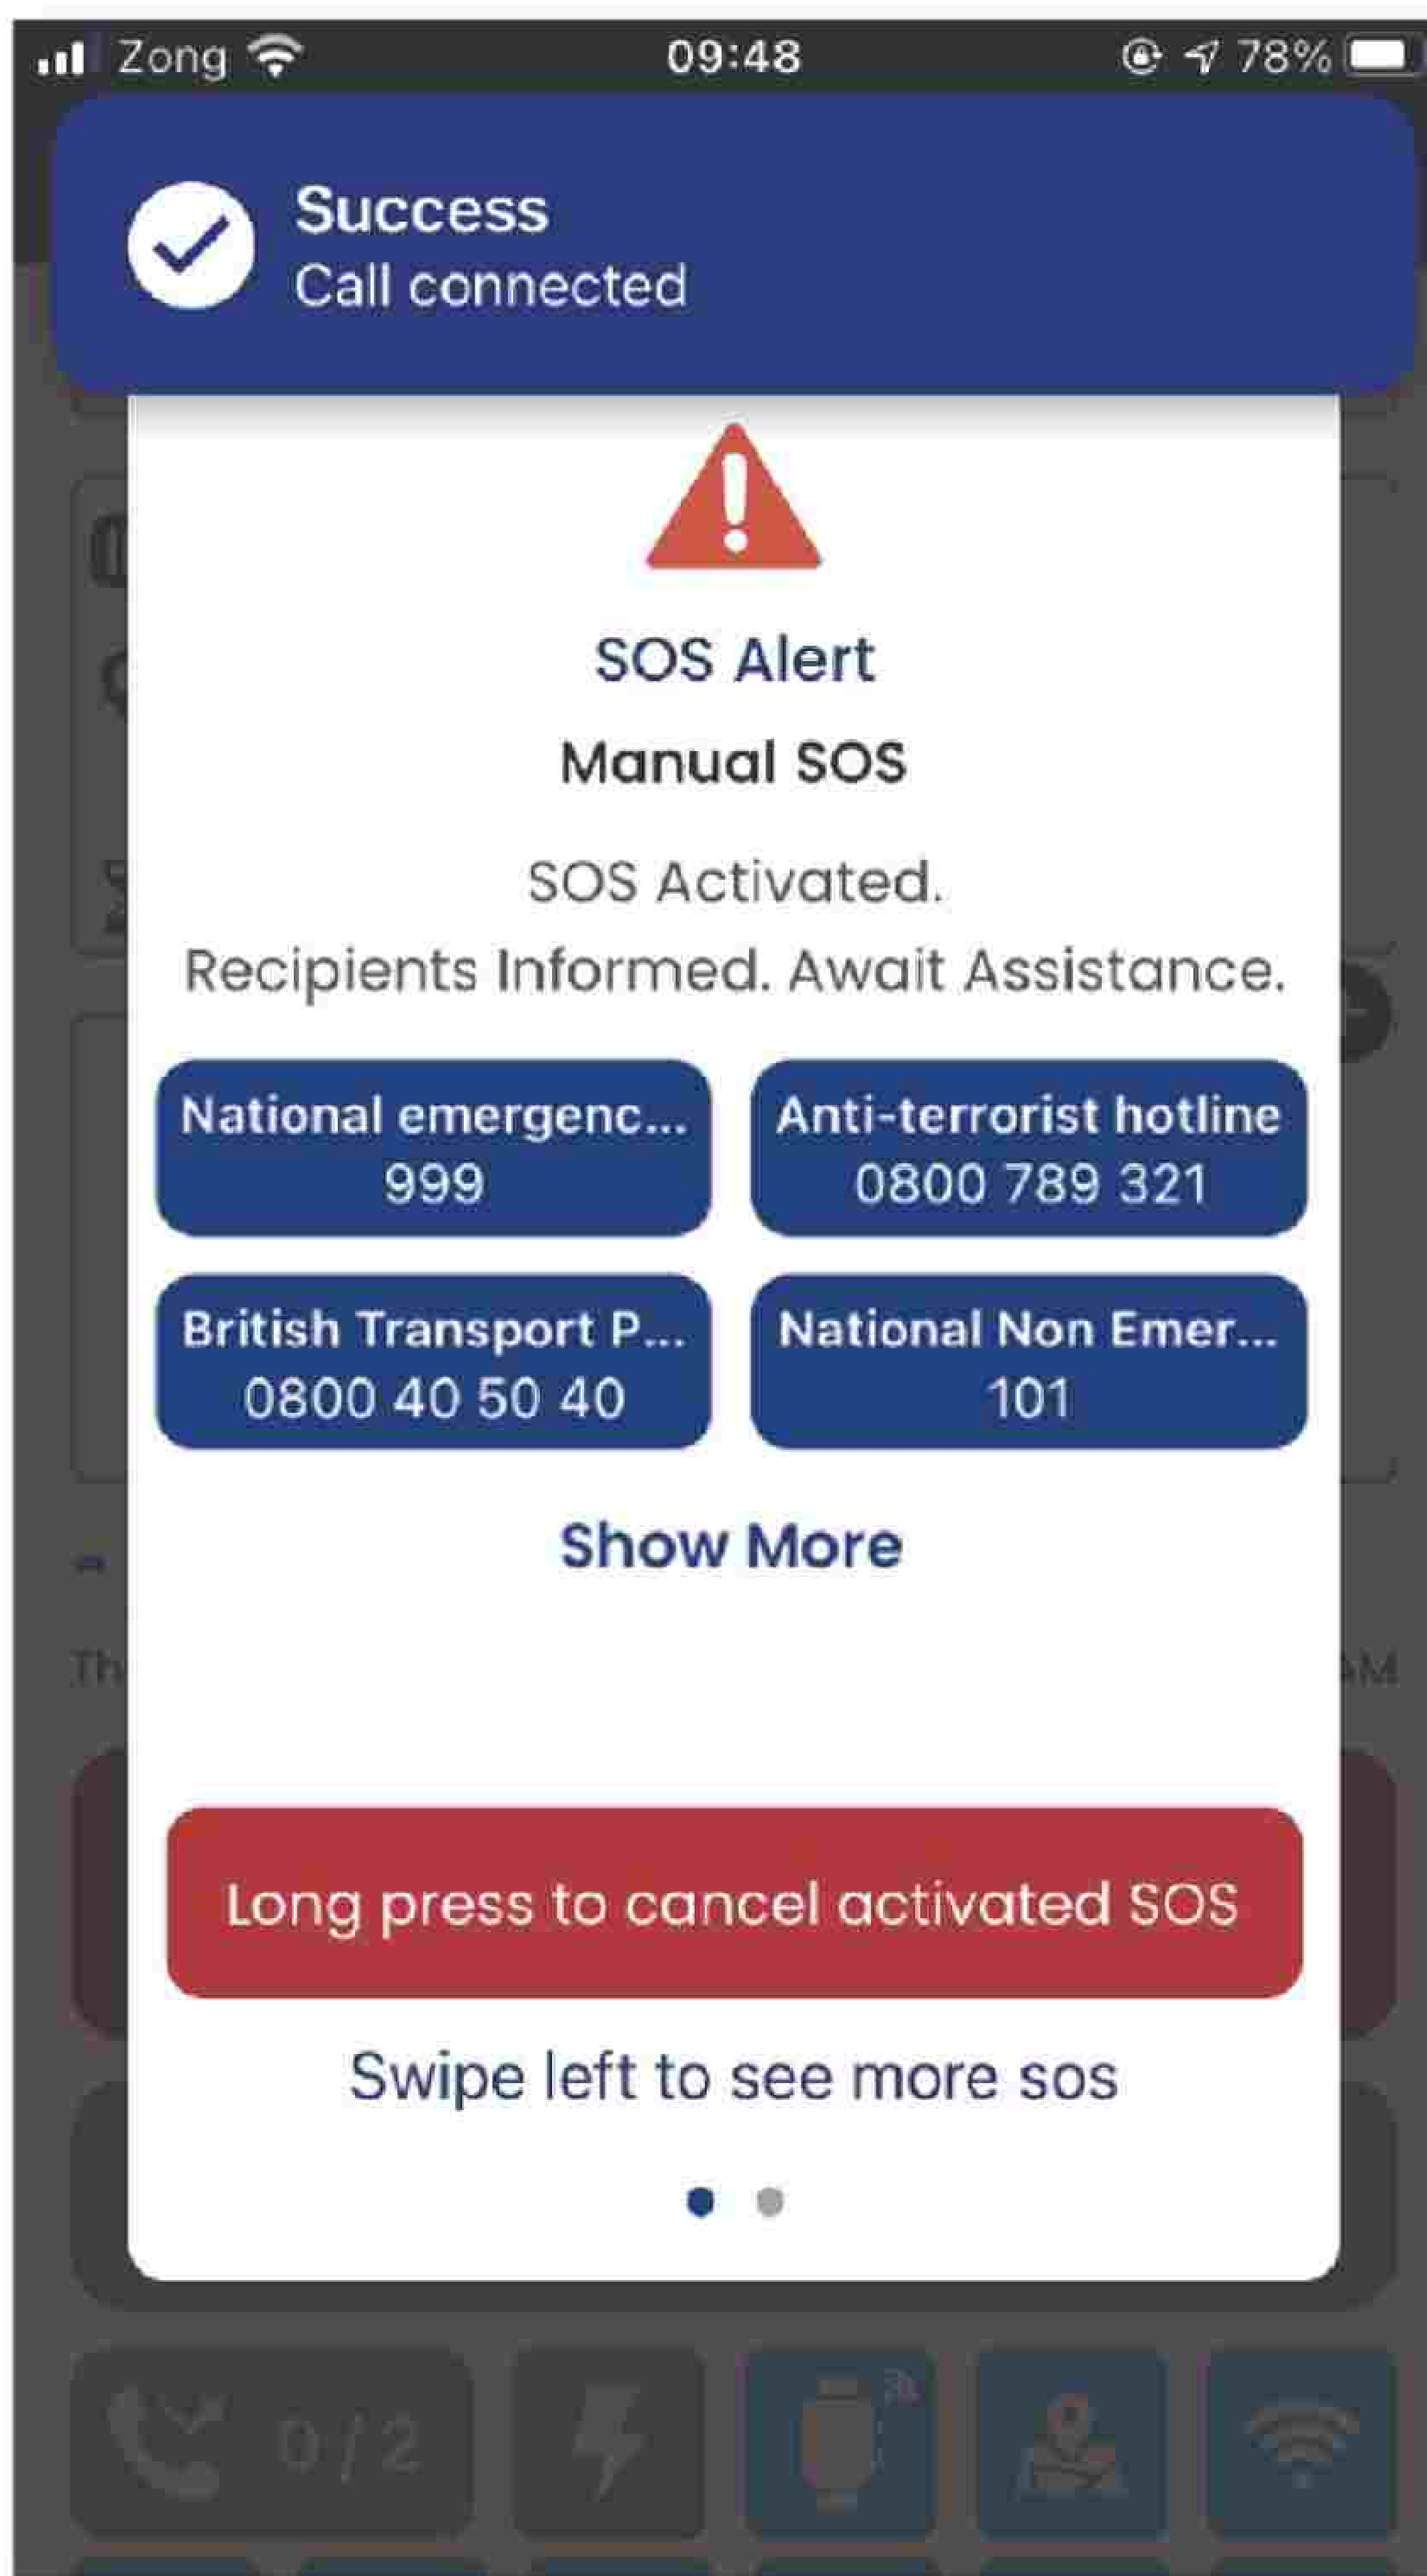 Zong
09:48
78%
Success
Call connected
SOS Alert
Manual SOS
SOS Activated.
Recipients Informed. Await Assistance.
National emergenc...
999
Anti-terrorist hotline
0800 789 321
British Transport P...
0800 40 50 40
National Non Emer...
101
Show More
Th
AM
Long press to cancel activated SOS
Swipe left to see more sos
0/2